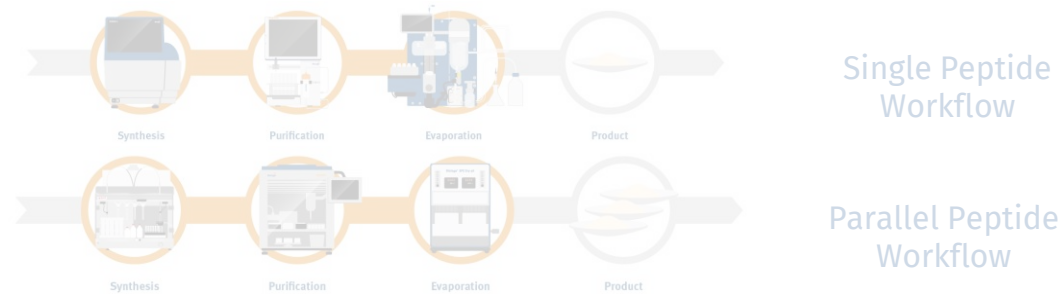 Synthesis Purification Evaporation Product
Single Peptide
Workflow
Synthesis Purification Evaporation Product
Parallel Peptide
Workflow